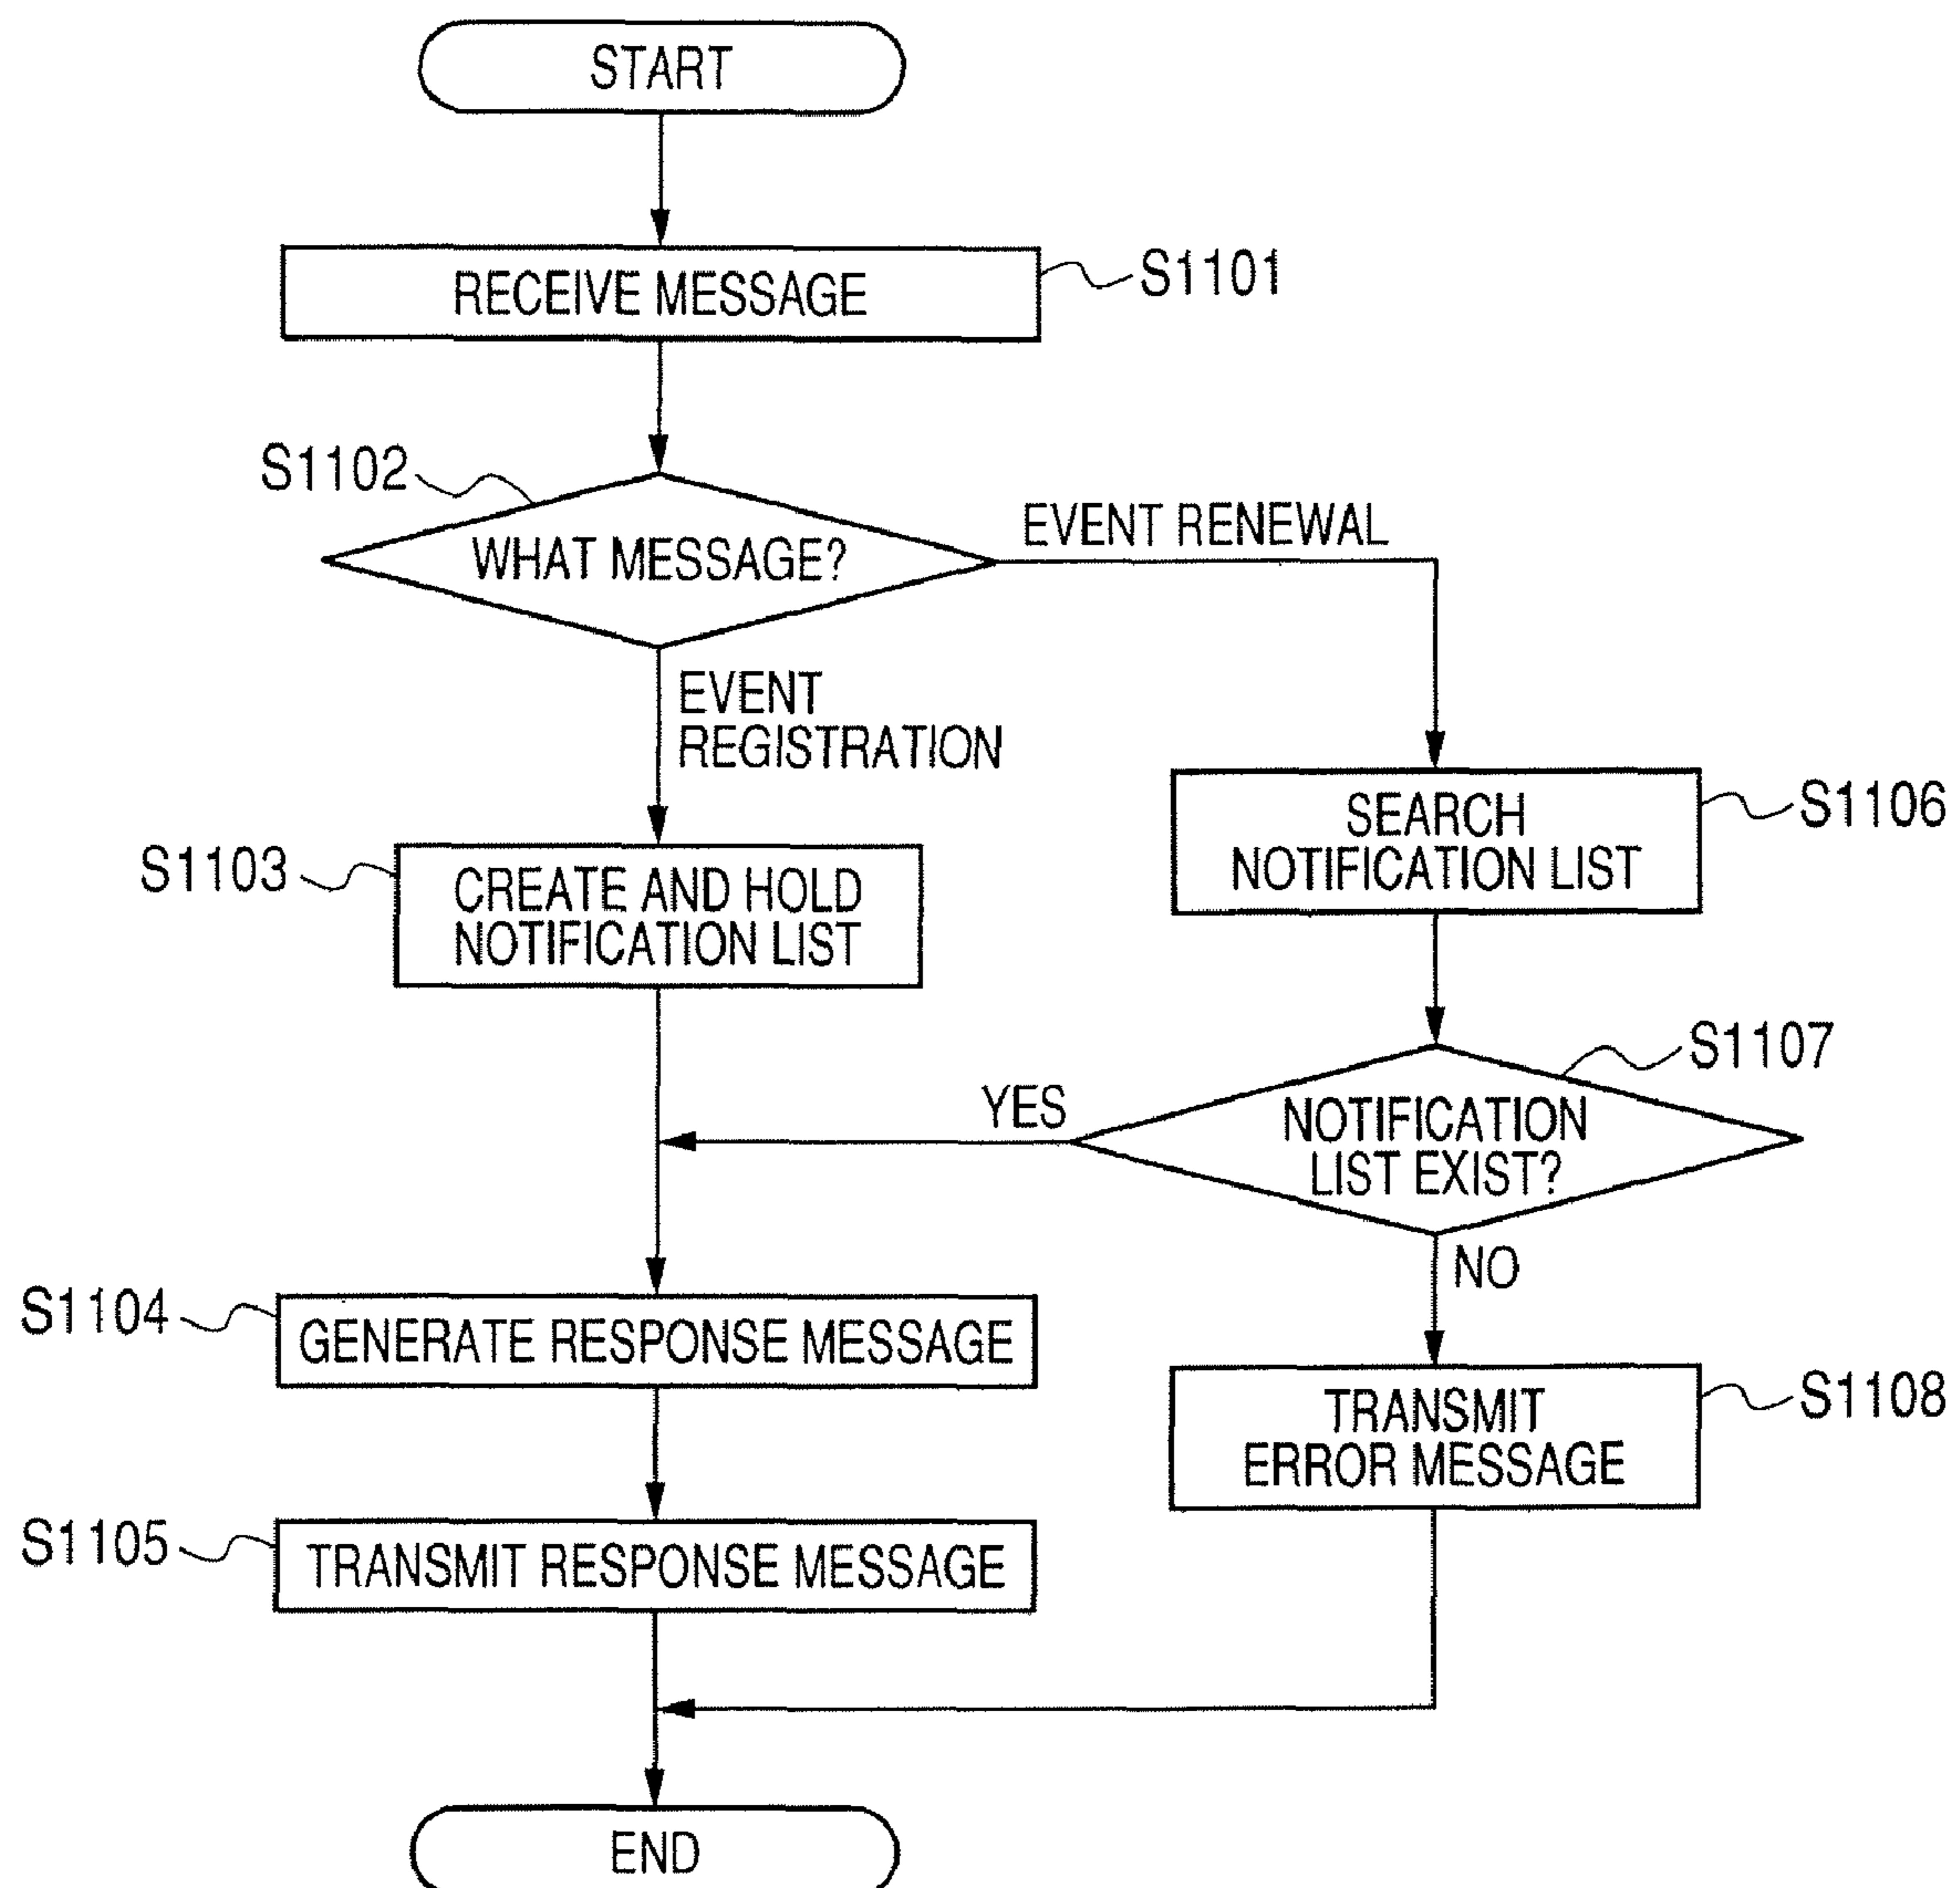 START
RECEIVE MESSAGE
S1101
S1102
WHAT MESSAGE?
EVENT RENEWAL
EVENT
REGISTRATION
S1103
CREATE AND HOLD
NOTIFICATION LIST
SEARCH
NOTIFICATION LIST
S1106
S1107
NOTIFICATION
LIST EXIST?
YES
NO
S1104
GENERATE RESPONSE MESSAGE
TRANSMIT
ERROR MESSAGE
S1108
S1105
TRANSMIT RESPONSE MESSAGE
END